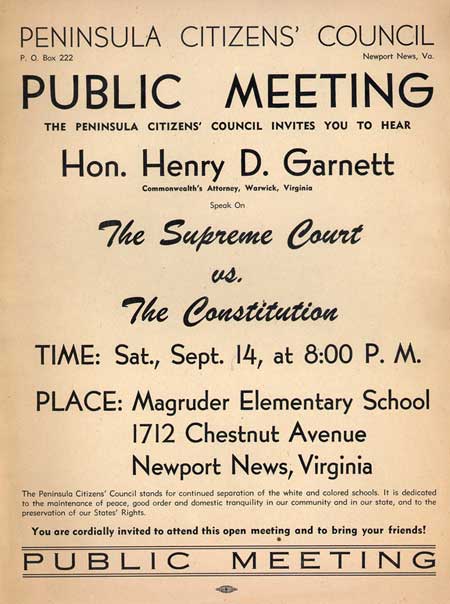 PENINSULA CITIZENS' COUNCIL
P. O. Box 222 Newport News, Va.
PUBLIC MEETING
THE PENINSULA CITIZENS' COUNCIL INVITES YOU TO HEAR
Hon. Henry D. Garnett
Commonwealth's Attorney, Warwick, Virginia
Speak On
The Supreme Court
vs.
The Constitution
TIME: Sat., Sept. 14, at 8:00 P. M.
PLACE: Magruder Elementary School
1712 Chestnut Avenue
Newport News, Virginia
The Peninsula Citizens' Council stands for continued separation of the white and colored schools. It is dedicated
to the maintenance of peace, good order and domestic tranquility in our community and in our state, and to the
preservation of our States' Rights.
You are cordially invited to attend this open meeting and to bring your friends!
PUBLIC MEETING